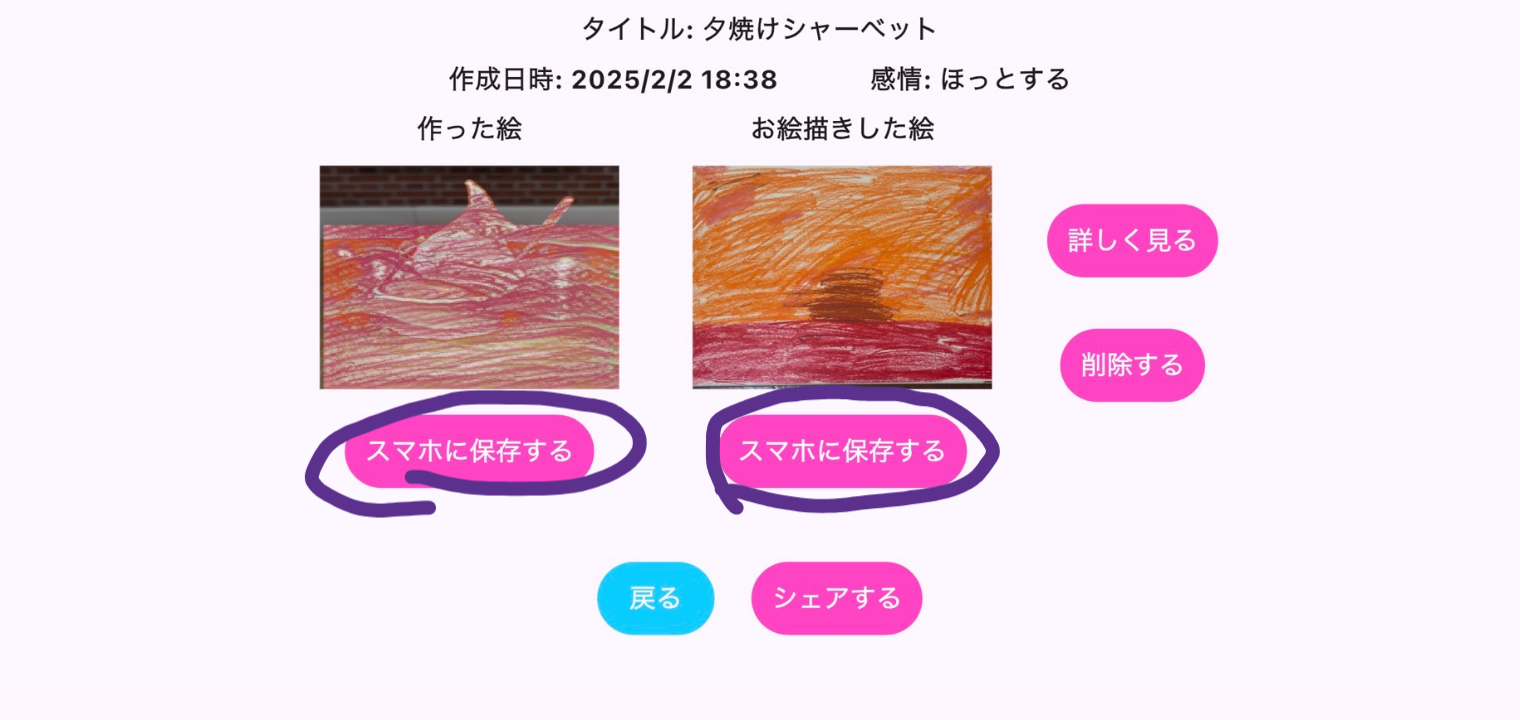 タイトル: 夕焼けシャーベット
作成日時: 2025/2/2 18:38 感情: ほっとする
作った絵 お絵描きした絵
詳しく見る
削除する
スマホに保存する スマホに保存する
戻る シェアする